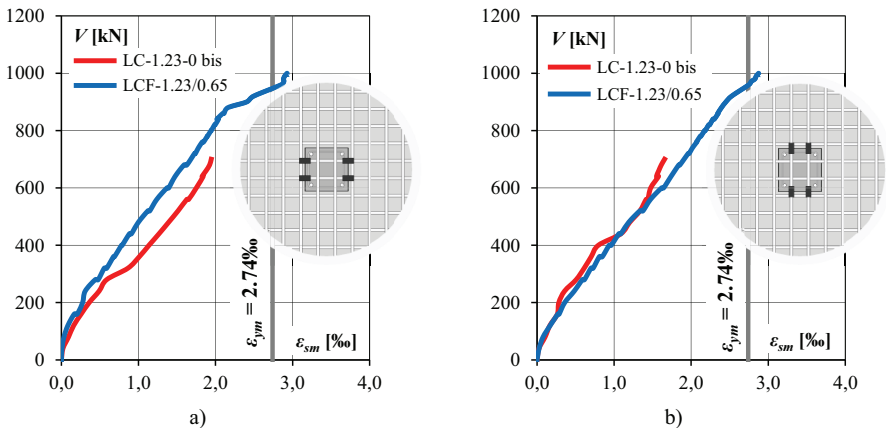 V [kN]
LC-1.23-0 bis
LCF-1.23/0.65
1200
1000
800
600
400
200
0
0,0 1,0 2,0 3,0 4,0
εym = 2.74‰
εsm [‰]
a)
V [kN]
LC-1.23-0 bis
LCF-1.23/0.65
1200
1000
800
600
400
200
0
0,0 1,0 2,0 3,0 4,0
εym = 2.74‰
εsm [‰]
b)